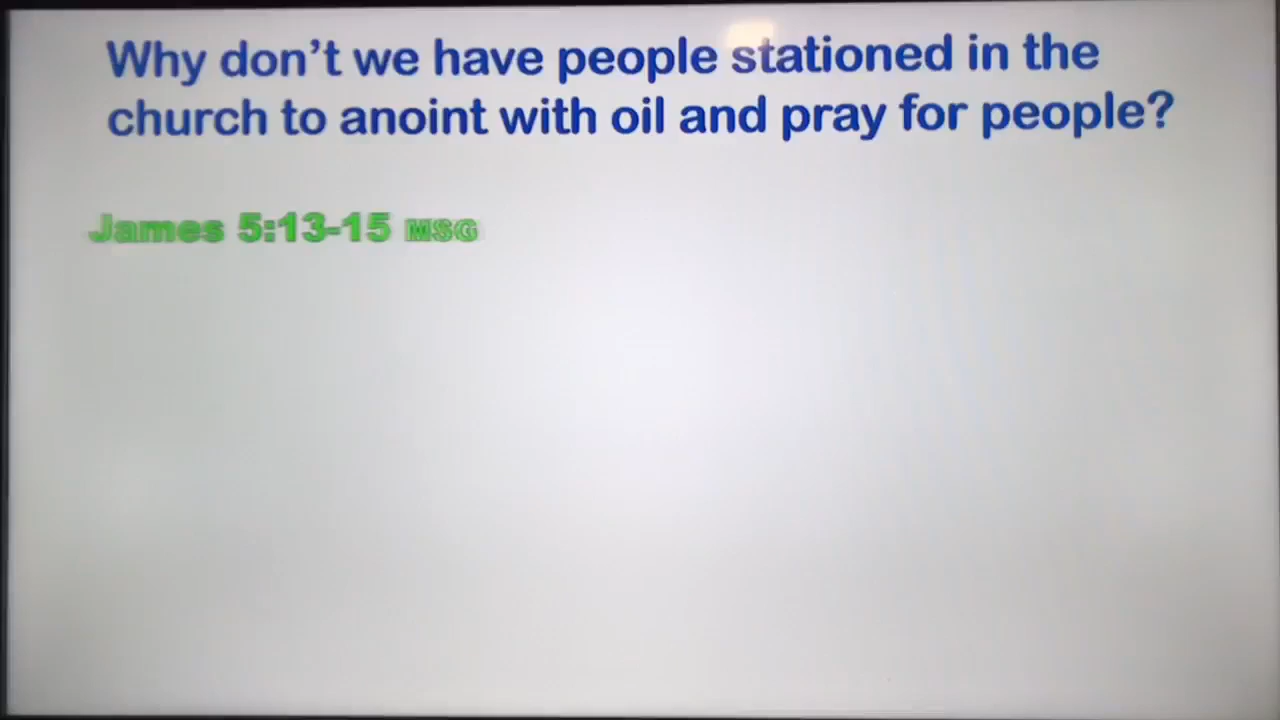 Why don't we have people stationed in the
church to anoint with oil and pray for people?
James 5:13-15 MSG